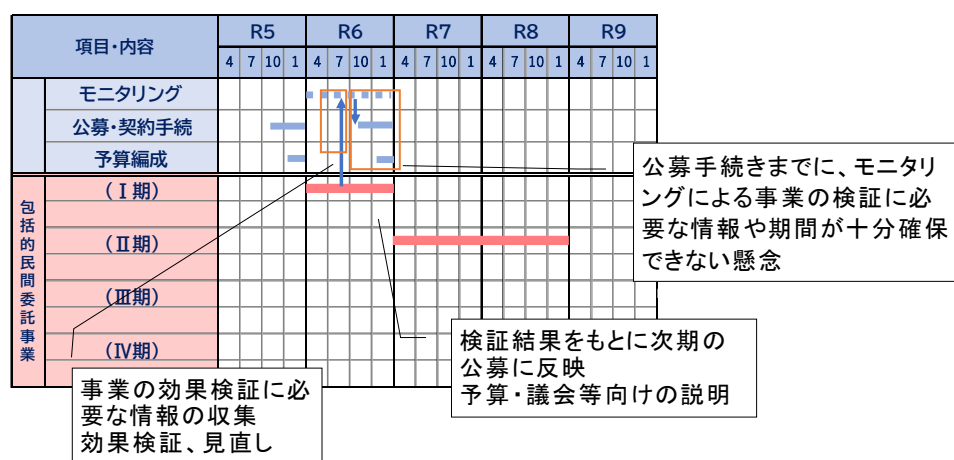 項目・内容
R5 R6 R7 R8 R9
4 7 10 1 4 7 10 1 4 7 10 1 4 7 10 1 4 7 10 1
モニタリング
公募・契約手続
予算編成
包括的民間委託事業
(Ⅰ期)
(Ⅱ期)
(Ⅲ期)
(Ⅳ期)
公募手続きまでに、モニタリ
ングによる事業の検証に必
要な情報や期間が十分確保
できない懸念
検証結果をもとに次期の
公募に反映
予算・議会等向けの説明
事業の効果検証に必
要な情報の収集
効果検証、見直し